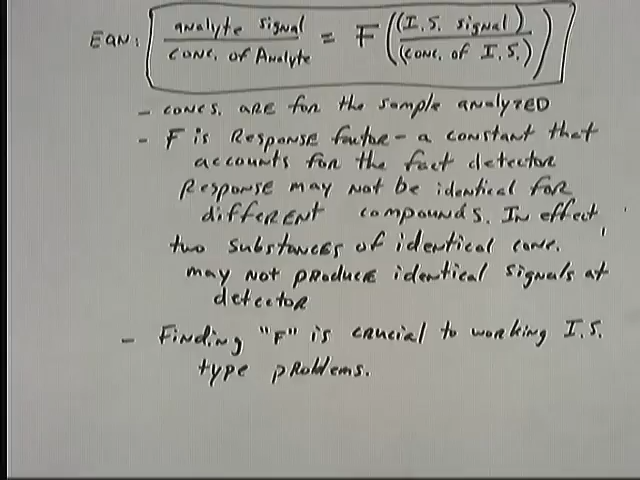 EQN: analyte signal / conc. of Analyte = F ((I.S. signal) / (conc. of I.S.))
- concs. are for the sample analyzed
- F is Response factor - a constant that
accounts for the fact detector
Response may not be identical for
different compounds. In effect,
two substances of identical conc.
may not produce identical signals at
detector
- Finding "F" is crucial to working I.S.
type problems.